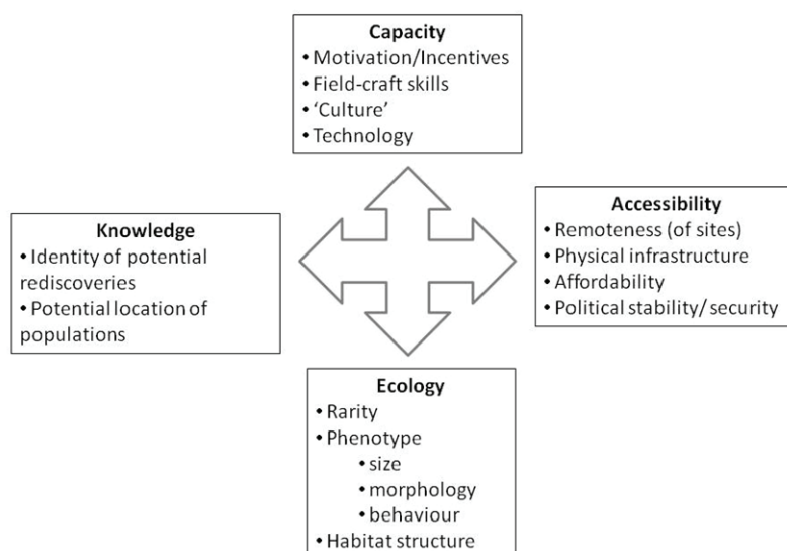 Capacity
• Motivation/Incentives
• Field-craft skills
• ‘Culture’
• Technology
Knowledge
• Identity of potential
rediscoveries
• Potential location of
populations
Accessibility
• Remoteness (of sites)
• Physical infrastructure
• Affordability
• Political stability/ security
Ecology
• Rarity
• Phenotype
• size
• morphology
• behaviour
• Habitat structure